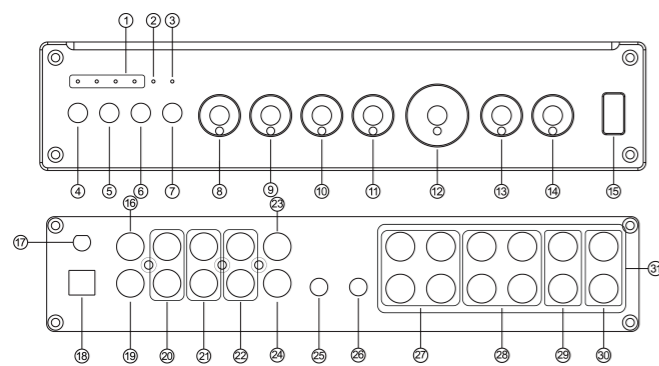 ① ② ③
④ ⑤ ⑥ ⑦ ⑧ ⑨ ⑩ ⑪ ⑫ ⑬ ⑭ ⑮
⑯ ㉓
⑰ ㉛
⑱ ⑲ ⑳ ㉑ ㉒ ㉔ ㉕ ㉖ ㉗ ㉘ ㉙ ㉚